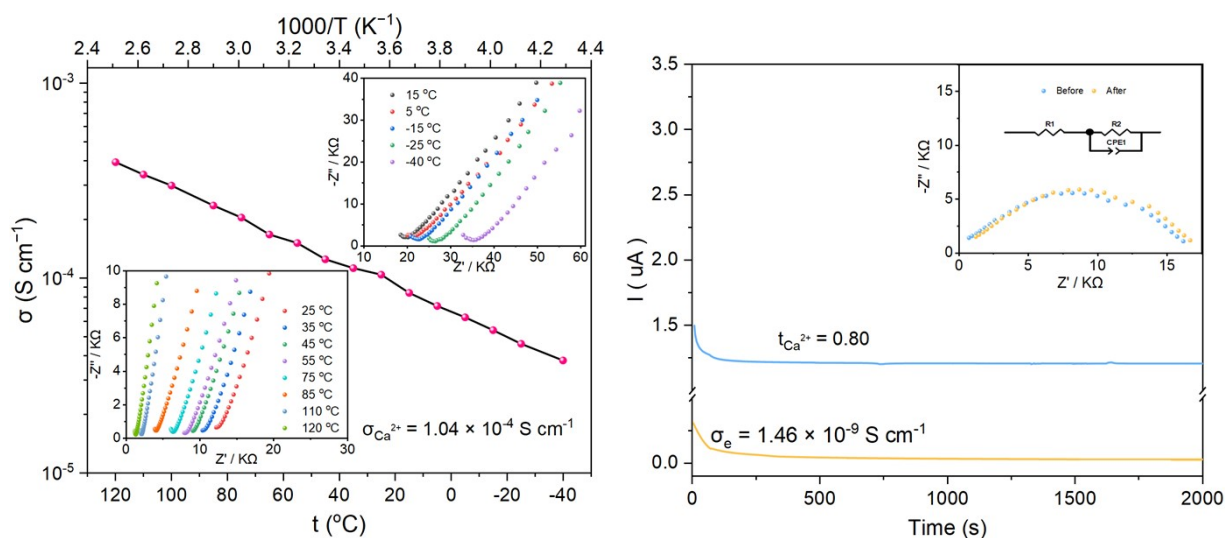 1000/T (K⁻¹)
2.4 2.6 2.8 3.0 3.2 3.4 3.6 3.8 4.0 4.2 4.4
10⁻³
10⁻⁴
10⁻⁵
σ (S cm⁻¹)
40
30
20
10
0
-Z'' / KΩ
15 ºC
5 ºC
-15 ºC
-25 ºC
-40 ºC
10 20 30 40 50 60
Z' / KΩ
10
8
6
4
2
0
-Z'' / KΩ
25 ºC
35 ºC
45 ºC
55 ºC
75 ºC
85 ºC
110 ºC
120 ºC
0 10 20 30
Z' / KΩ
σCa²⁺ = 1.04 × 10⁻⁴ S cm⁻¹
120 100 80 60 40 20 0 -20 -40
t (ºC)
3.5
3.0
2.5
2.0
1.5
0.0
I ( uA)
15
10
5
0
-Z'' / KΩ
Before After
R1 R2
CPE1
0 5 10 15
Z' / KΩ
tCa²⁺ = 0.80
σe = 1.46 × 10⁻⁹ S cm⁻¹
0 500 1000 1500 2000
Time (s)